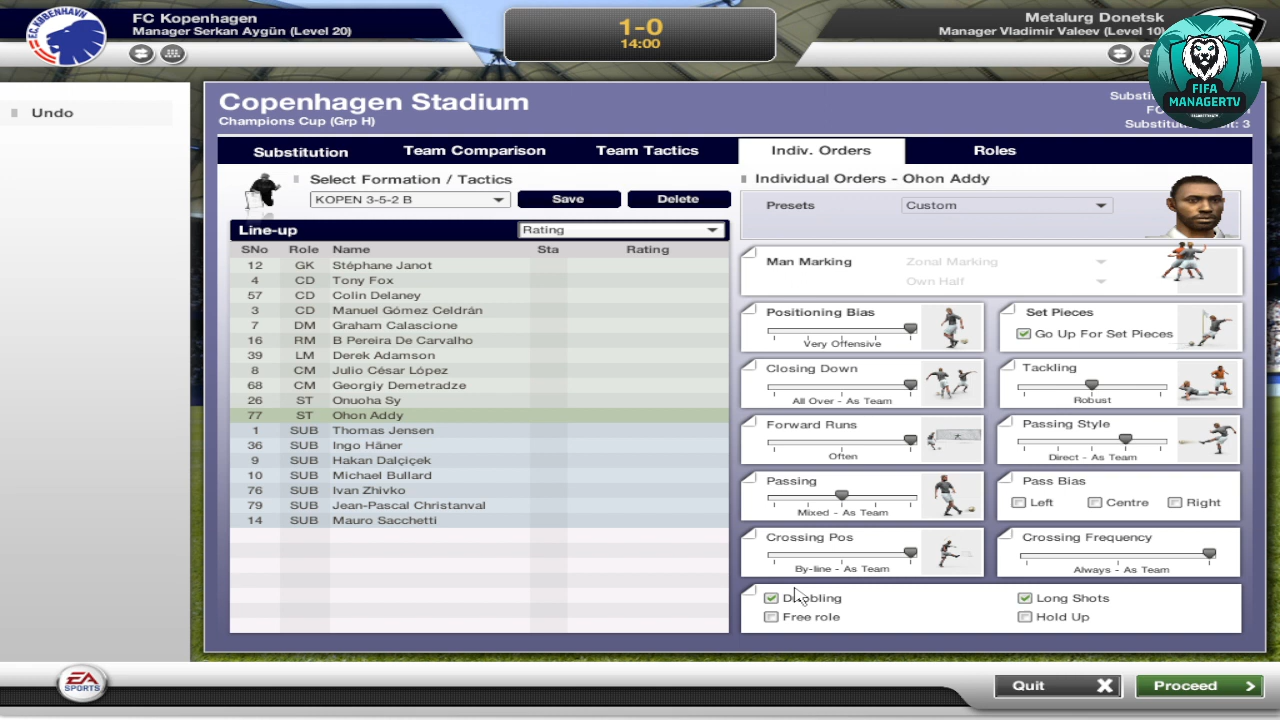 FC Kopenhagen
Manager Serkan Aygün (Level 20)
1-0
14:00
Metalurg Donetsk
Manager Vladimir Valeev (Level 10)
F.C. KØBENHAVN
FIFA
MANAGERTV
Undo
Copenhagen Stadium
Champions Cup (Grp H)
Substitution
Team Comparison
Team Tactics
Indiv. Orders
Roles
Select Formation / Tactics
KOPEN 3-5-2 B
Save
Delete
Line-up
Rating
SNo Role Name Sta Rating
12 GK Stéphane Janot
4 CD Tony Fox
57 CD Colin Delaney
3 CD Manuel Gómez Celdrán
7 DM Graham Calascione
16 RM B Pereira De Carvalho
39 LM Derek Adamson
8 CM Julio César López
68 CM Georgiy Demetradze
26 ST Onuoha Sy
77 ST Ohon Addy
1 SUB Thomas Jensen
36 SUB Ingo Häner
9 SUB Hakan Dalçiçek
10 SUB Michael Bullard
76 SUB Ivan Zhivko
79 SUB Jean-Pascal Christanval
14 SUB Mauro Sacchetti
Individual Orders - Ohon Addy
Presets Custom
Man Marking Zonal Marking
Own Half
Positioning Bias
Very Offensive
Set Pieces
Go Up For Set Pieces
Closing Down
All Over - As Team
Tackling
Robust
Forward Runs
Often
Passing Style
Direct - As Team
Passing
Mixed - As Team
Pass Bias
Left Centre Right
Crossing Pos
By-line - As Team
Crossing Frequency
Always - As Team
Dribbling Long Shots
Free role Hold Up
EA
SPORTS
Quit
Proceed